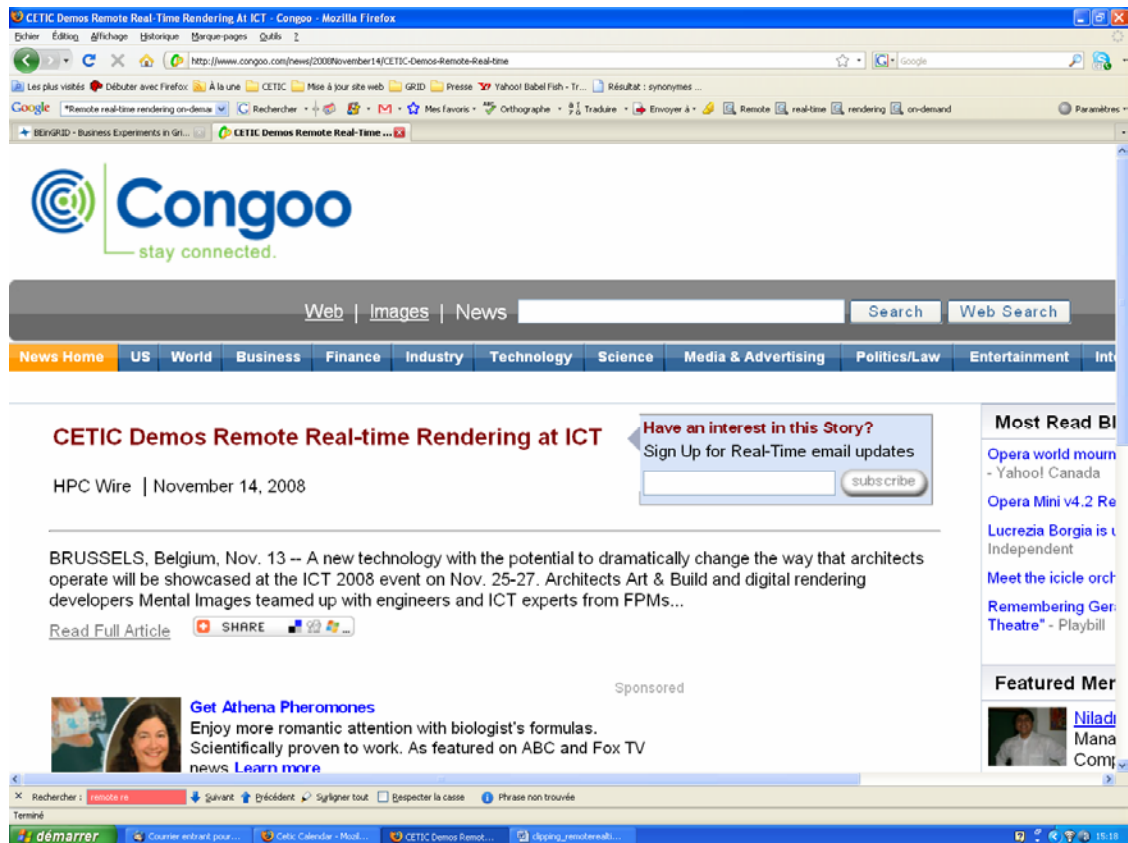 CETIC Demos Remote Real-Time Rendering At ICT - Congoo - Mozilla Firefox
Fichier Édition Affichage Historique Marque-pages Outils ?
http://www.congoo.com/news/2008November14/CETIC-Demos-Remote-Real-time
Google
Les plus visités Débuter avec Firefox À la une CETIC Mise à jour site web GRID Presse Yahoo! Babel Fish - Tr... Résultat : synonymes ...
Google "Remote real-time rendering on-demar Rechercher Mes favoris Orthographe Traduire Envoyer à Remote real-time rendering on-demand Paramètres
BEinGRID - Business Experiments in Gri... CETIC Demos Remote Real-Time ...
Congoo
stay connected.
Web | Images | News Search Web Search
News Home US World Business Finance Industry Technology Science Media & Advertising Politics/Law Entertainment Int
CETIC Demos Remote Real-time Rendering at ICT
HPC Wire | November 14, 2008
Have an interest in this Story?
Sign Up for Real-Time email updates
subscribe
BRUSSELS, Belgium, Nov. 13 -- A new technology with the potential to dramatically change the way that architects
operate will be showcased at the ICT 2008 event on Nov. 25-27. Architects Art & Build and digital rendering
developers Mental Images teamed up with engineers and ICT experts from FPMs...
Read Full Article SHARE
Sponsored
Get Athena Pheromones
Enjoy more romantic attention with biologist's formulas.
Scientifically proven to work. As featured on ABC and Fox TV
news Learn more
Most Read Bl
Opera world mourn
- Yahoo! Canada
Opera Mini v4.2 Re
Lucrezia Borgia is u
Independent
Meet the icicle orch
Remembering Ger
Theatre" - Playbill
Featured Mer
Niladr
Mana
Comp
Rechercher : remote re Suivant Précédent Surligner tout Respecter la casse Phrase non trouvée
Terminé
démarrer Courrier entrant pour... Cetic Calendar - Mozil... CETIC Demos Remot... clipping_remoterealti... 15:18